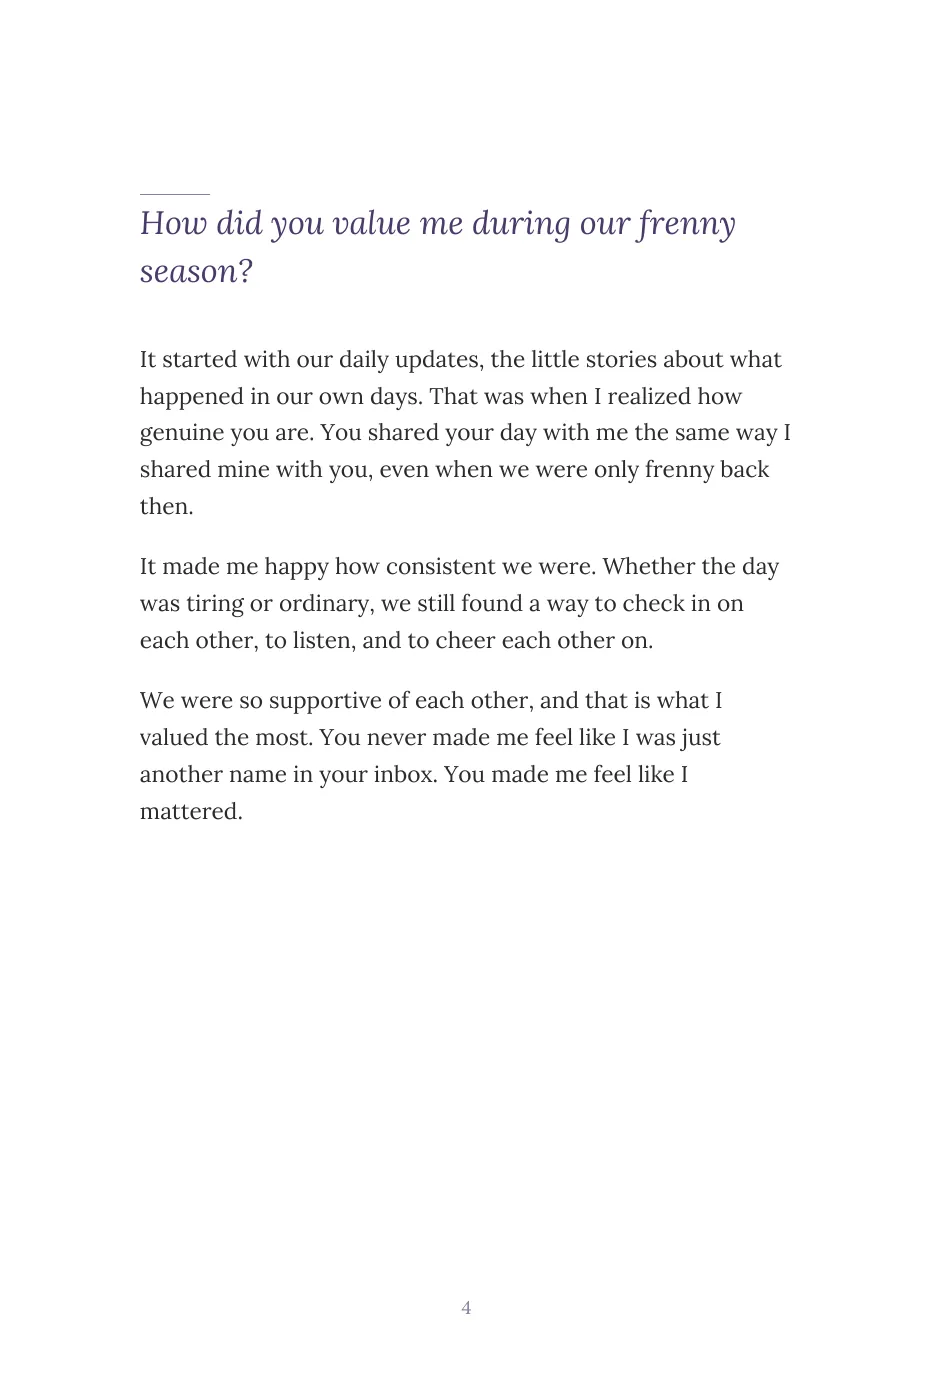 How did you value me during our frenny
season?
It started with our daily updates, the little stories about what
happened in our own days. That was when I realized how
genuine you are. You shared your day with me the same way I
shared mine with you, even when we were only frenny back
then.
It made me happy how consistent we were. Whether the day
was tiring or ordinary, we still found a way to check in on
each other, to listen, and to cheer each other on.
We were so supportive of each other, and that is what I
valued the most. You never made me feel like I was just
another name in your inbox. You made me feel like I
mattered.
4